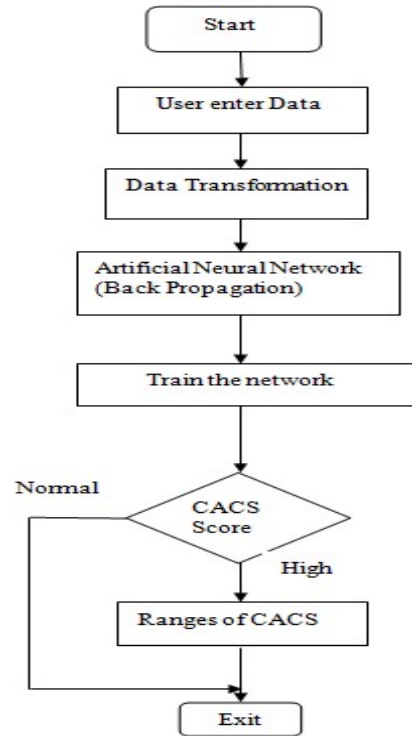 Start
User enter Data
Data Transformation
Artificial Neural Network
(Back Propagation)
Train the network
Normal
CACS
Score
High
Ranges of CACS
Exit